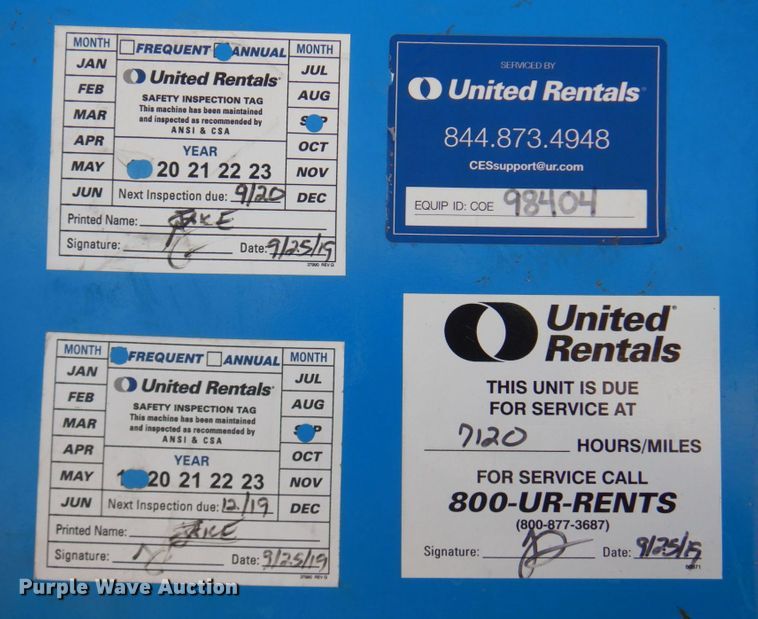 MONTH FREQUENT ANNUAL MONTH
JAN JUL
United Rentals
FEB AUG
SAFETY INSPECTION TAG
This machine has been maintained
MAR and inspected as recommended by
ANSI & CSA
APR YEAR OCT
MAY 20 21 22 23 NOV
JUN Next Inspection due: 9/20 DEC
Printed Name: JAKE
Signature: Date: 9/25/19
27990 REV G
SERVICED BY
United Rentals
844.873.4948
CESsupport@ur.com
EQUIP ID: COE 98404
MONTH FREQUENT ANNUAL MONTH
JAN JUL
United Rentals
FEB AUG
SAFETY INSPECTION TAG
This machine has been maintained
MAR and inspected as recommended by
ANSI & CSA
APR YEAR OCT
MAY 20 21 22 23 NOV
JUN Next Inspection due: 12/19 DEC
Printed Name: JAKE
Signature: Date: 9/25/19
27990 REV G
United
Rentals
THIS UNIT IS DUE
FOR SERVICE AT
7120 HOURS/MILES
FOR SERVICE CALL
800-UR-RENTS
(800-877-3687)
Signature: Date: 9/25/19
Purple Wave Auction